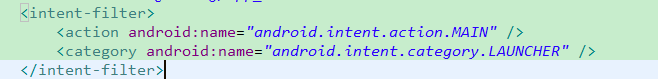 <intent-filter>
<action android:name="android.intent.action.MAIN" />
<category android:name="android.intent.category.LAUNCHER" />
</intent-filter>